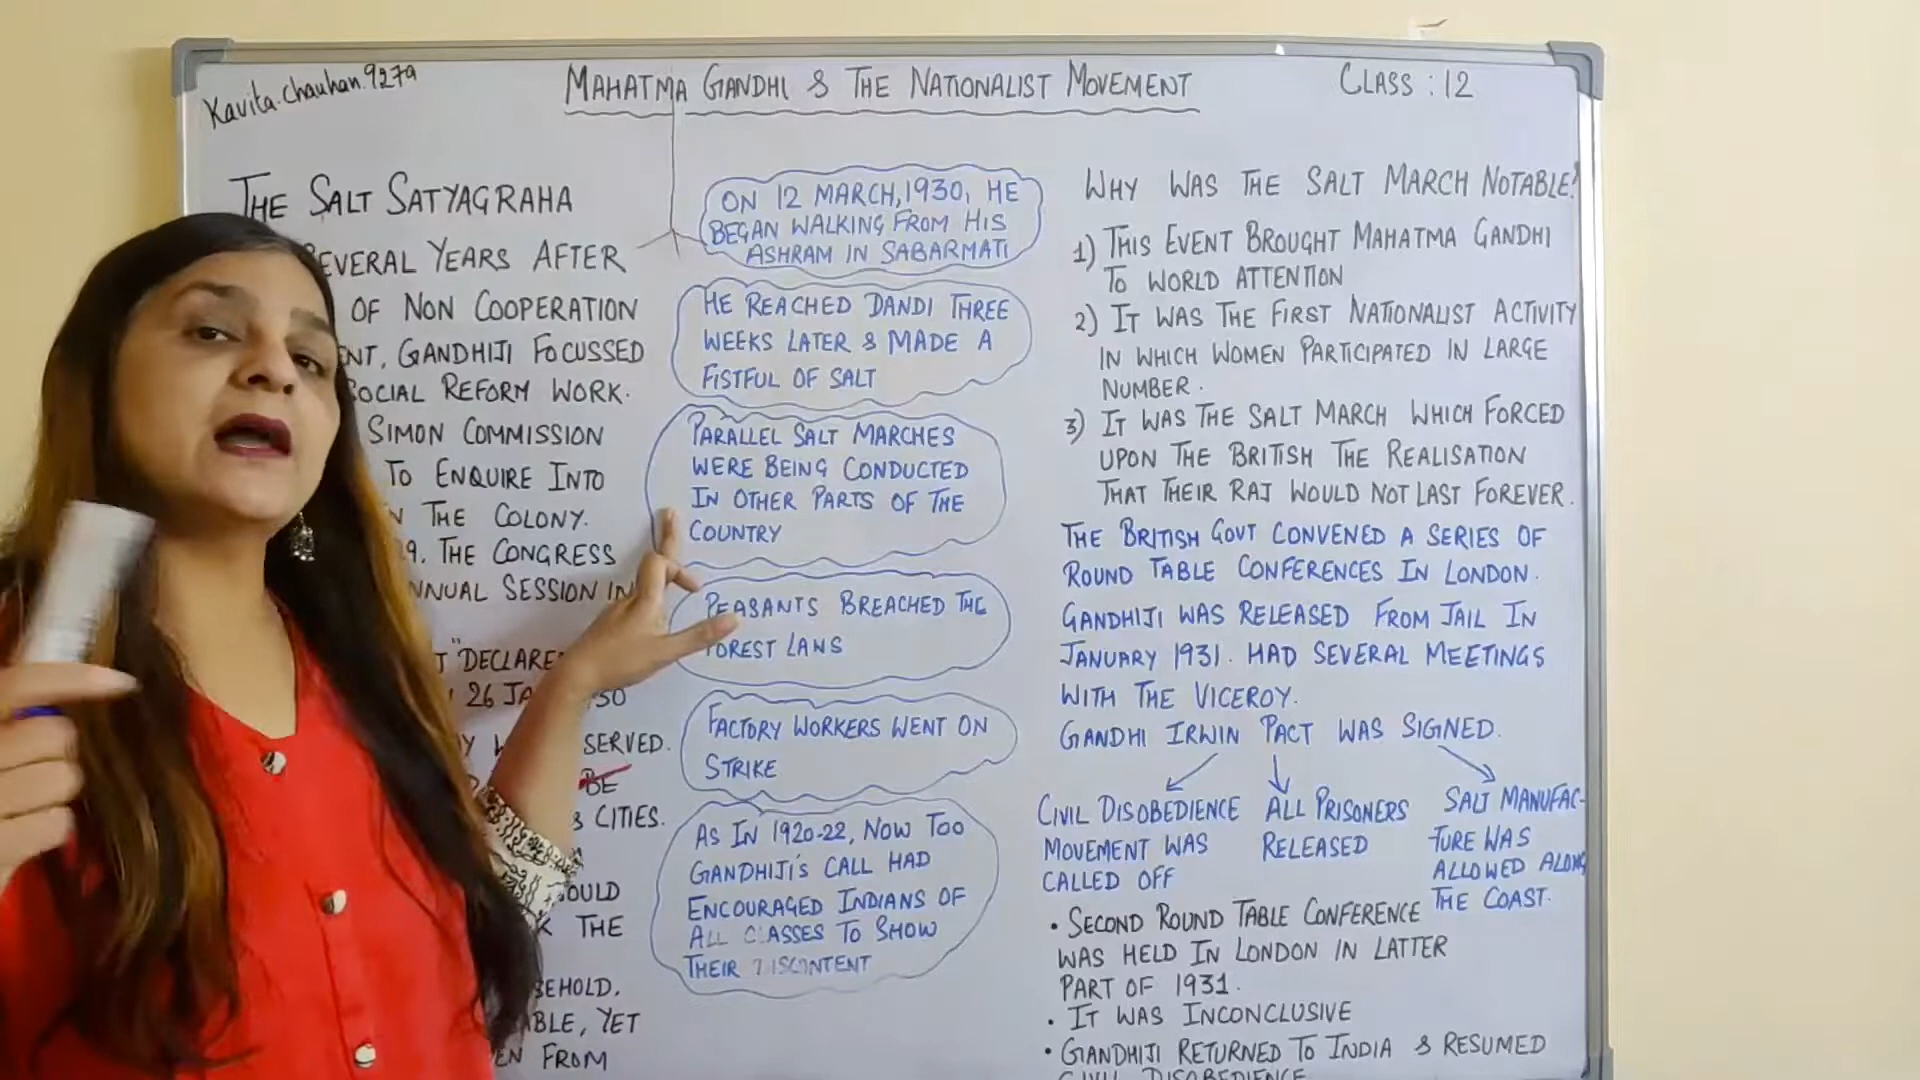 Kavita.chauhan.9279
MAHATMA GANDHI & THE NATIONALIST MOVEMENT
CLASS : 12
THE SALT SATYAGRAHA
EVERAL YEARS AFTER
OF NON COOPERATION
ENT, GANDHIJI FOCUSSED
SOCIAL REFORM WORK.
SIMON COMMISSION
TO ENQUIRE INTO
THE COLONY.
THE CONGRESS
NNUAL SESSION IN
"DECLARE
26 JA
SERVED.
BE
CITIES.
OULD
THE
SEHOLD.
ABLE, YET
EN FROM
ON 12 MARCH, 1930, HE
BEGAN WALKING FROM HIS
ASHRAM IN SABARMATI
HE REACHED DANDI THREE
WEEKS LATER & MADE A
FISTFUL OF SALT
PARALLEL SALT MARCHES
WERE BEING CONDUCTED
IN OTHER PARTS OF THE
COUNTRY
PEASANTS BREACHED THE
FOREST LAWS
FACTORY WORKERS WENT ON
STRIKE
AS IN 1920-22, NOW TOO
GANDHIJI'S CALL HAD
ENCOURAGED INDIANS OF
ALL CLASSES TO SHOW
THEIR DISCONTENT
WHY WAS THE SALT MARCH NOTABLE?
1) THIS EVENT BROUGHT MAHATMA GANDHI
TO WORLD ATTENTION
2) IT WAS THE FIRST NATIONALIST ACTIVITY
IN WHICH WOMEN PARTICIPATED IN LARGE
NUMBER.
3) IT WAS THE SALT MARCH WHICH FORCED
UPON THE BRITISH THE REALISATION
THAT THEIR RAJ WOULD NOT LAST FOREVER.
THE BRITISH GOVT CONVENED A SERIES OF
ROUND TABLE CONFERENCES IN LONDON.
GANDHIJI WAS RELEASED FROM JAIL IN
JANUARY 1931. HAD SEVERAL MEETINGS
WITH THE VICEROY.
GANDHI IRWIN PACT WAS SIGNED.
CIVIL DISOBEDIENCE
MOVEMENT WAS
CALLED OFF
ALL PRISONERS
RELEASED
SALT MANUFAC-
TURE WAS
ALLOWED ALONG
THE COAST.
• SECOND ROUND TABLE CONFERENCE
WAS HELD IN LONDON IN LATTER
PART OF 1931.
• IT WAS INCONCLUSIVE
• GANDHIJI RETURNED TO INDIA & RESUMED
CIVIL DISOBEDIENCE